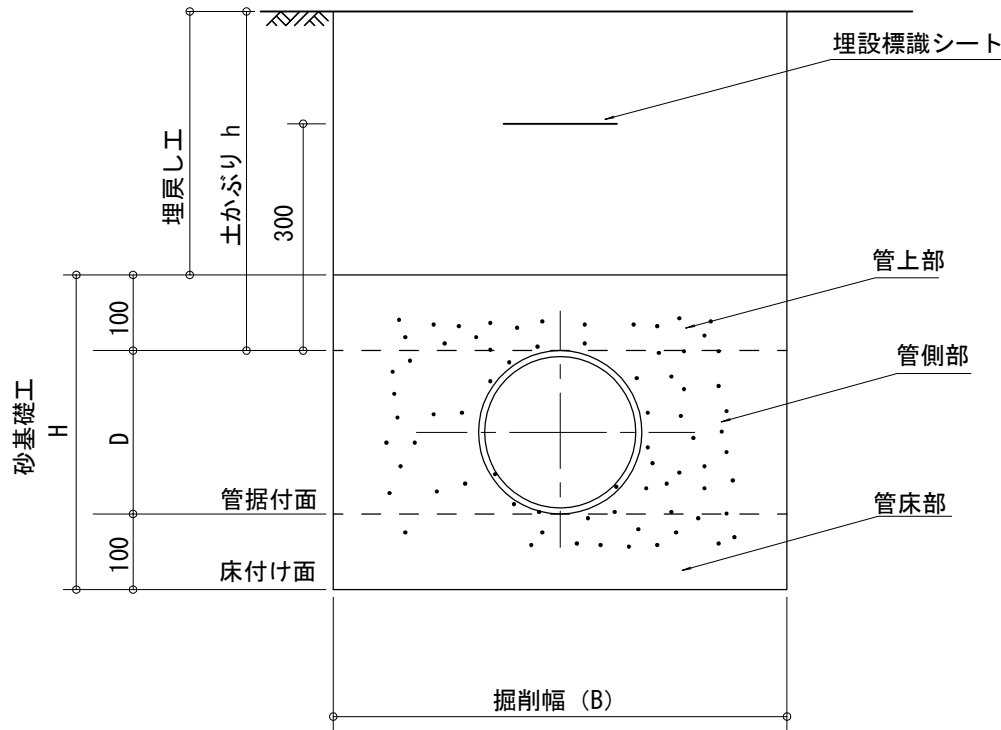 埋設標識シート
埋戻し工
土かぶり h
300
管上部
100
管側部
砂基礎工
H
D
管据付面
管床部
100
床付け面
掘削幅 (B)